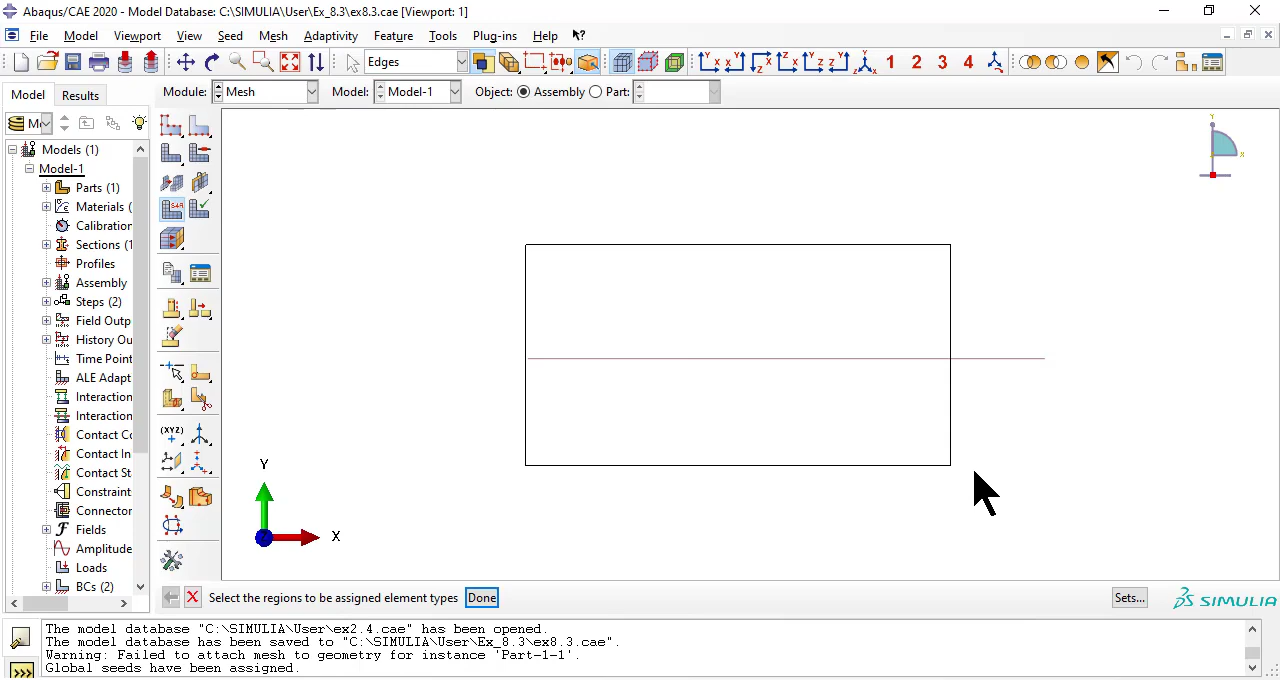 Abaqus/CAE 2020 - Model Database: C:\SIMULIA\User\Ex_8.3\ex8.3.cae [Viewport: 1]
File Model Viewport View Seed Mesh Adaptivity Feature Tools Plug-ins Help
Edges
1 2 3 4
Model Results
Module: Mesh Model: Model-1 Object: Assembly Part:
Models (1)
Model-1
Parts (1)
Materials (
Calibration
Sections (1
Profiles
Assembly
Steps (2)
Field Outp
History Ou
Time Point
ALE Adapt
Interaction
Interaction
Contact Co
Contact In
Contact St
Constraint
Connector
Fields
Amplitude
Loads
BCs (2)
(XYZ)
Y
X
Z
Y
X
Select the regions to be assigned element types Done Sets...
SIMULIA
The model database "C:\SIMULIA\User\ex2.4.cae" has been opened.
The model database has been saved to "C:\SIMULIA\User\Ex_8.3\ex8.3.cae".
Warning: Failed to attach mesh to geometry for instance 'Part-1-1'.
Global seeds have been assigned.
>>>